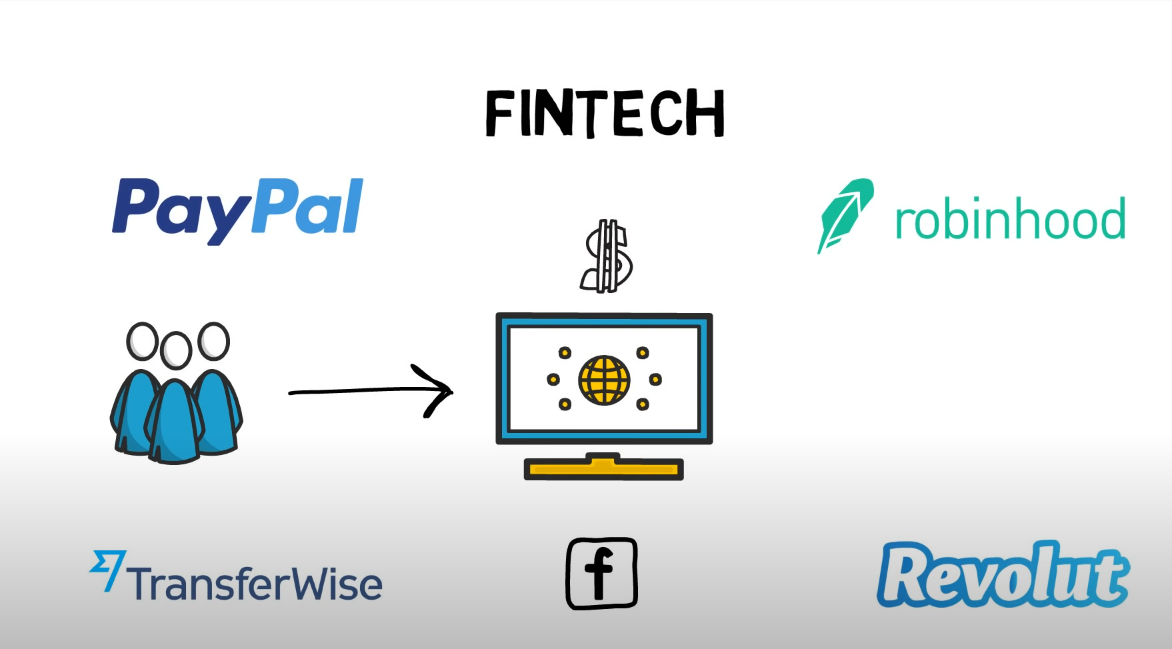 FINTECH
PayPal
robinhood
$
TransferWise
f
Revolut